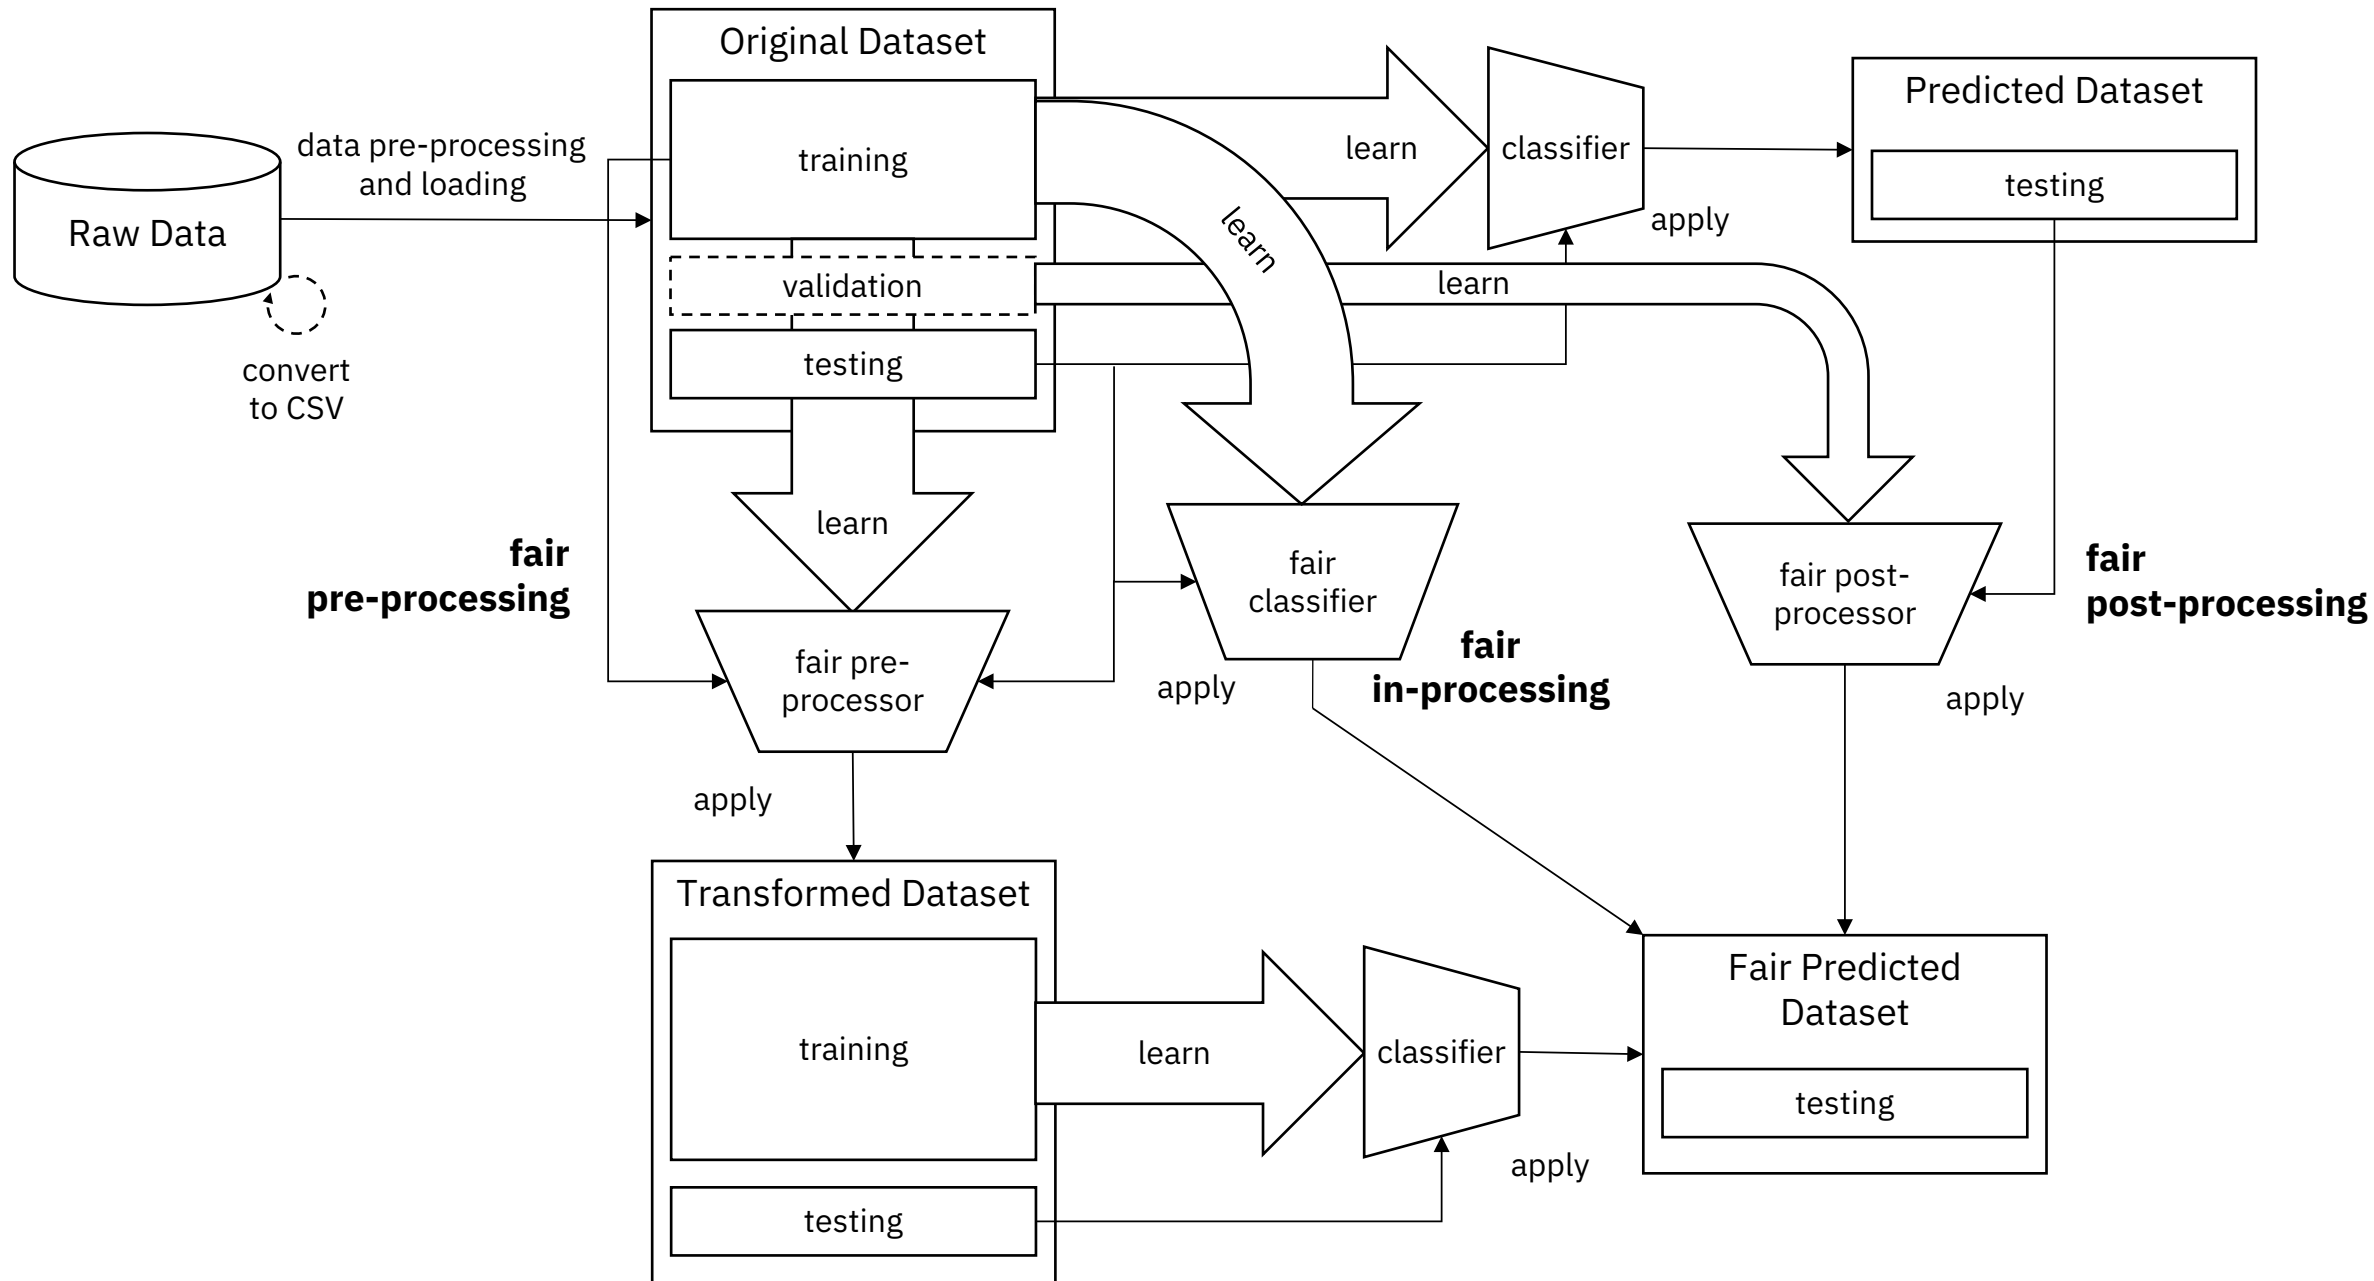 Original Dataset
training
validation
testing
data pre-processing
and loading
Raw Data
convert
to CSV
learn
classifier
apply
Predicted Dataset
testing
learn
learn
learn
fair
pre-processing
fair pre-
processor
apply
fair
classifier
apply
fair
in-processing
fair post-
processor
apply
fair
post-processing
Transformed Dataset
training
testing
learn
classifier
apply
Fair Predicted
Dataset
testing